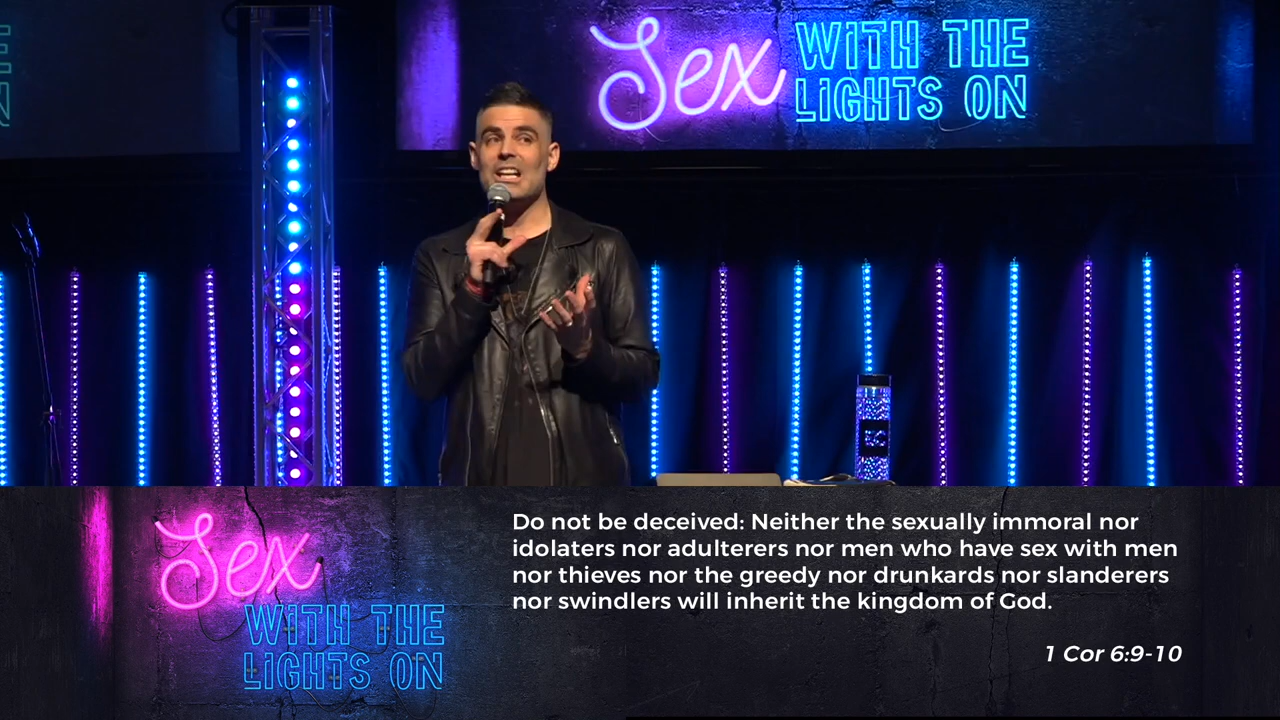 Sex WITH THE
LIGHTS ON
Do not be deceived: Neither the sexually immoral nor
idolaters nor adulterers nor men who have sex with men
nor thieves nor the greedy nor drunkards nor slanderers
nor swindlers will inherit the kingdom of God.
1 Cor 6:9-10
Sex
WITH THE
LIGHTS ON